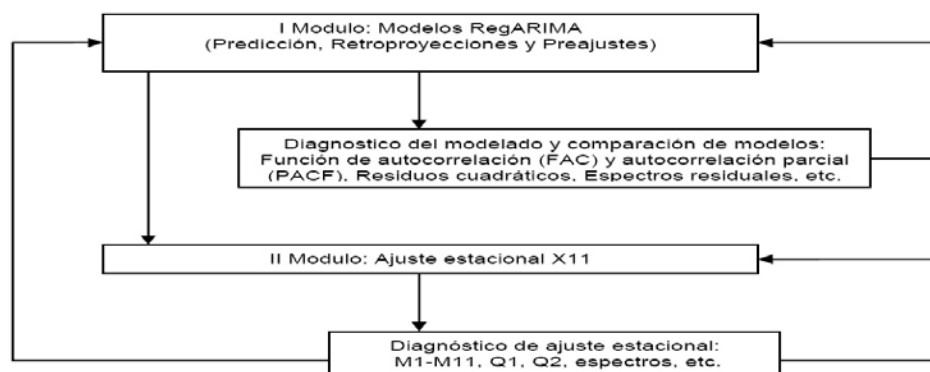 I Modulo: Modelos RegARIMA
(Predicción, Retroproyecciones y Preajustes)
Diagnostico del modelado y comparación de modelos:
Función de autocorrelación (FAC) y autocorrelación parcial
(PACF), Residuos cuadráticos, Espectros residuales, etc.
II Modulo: Ajuste estacional X11
Diagnóstico de ajuste estacional:
M1-M11, Q1, Q2, espectros, etc.